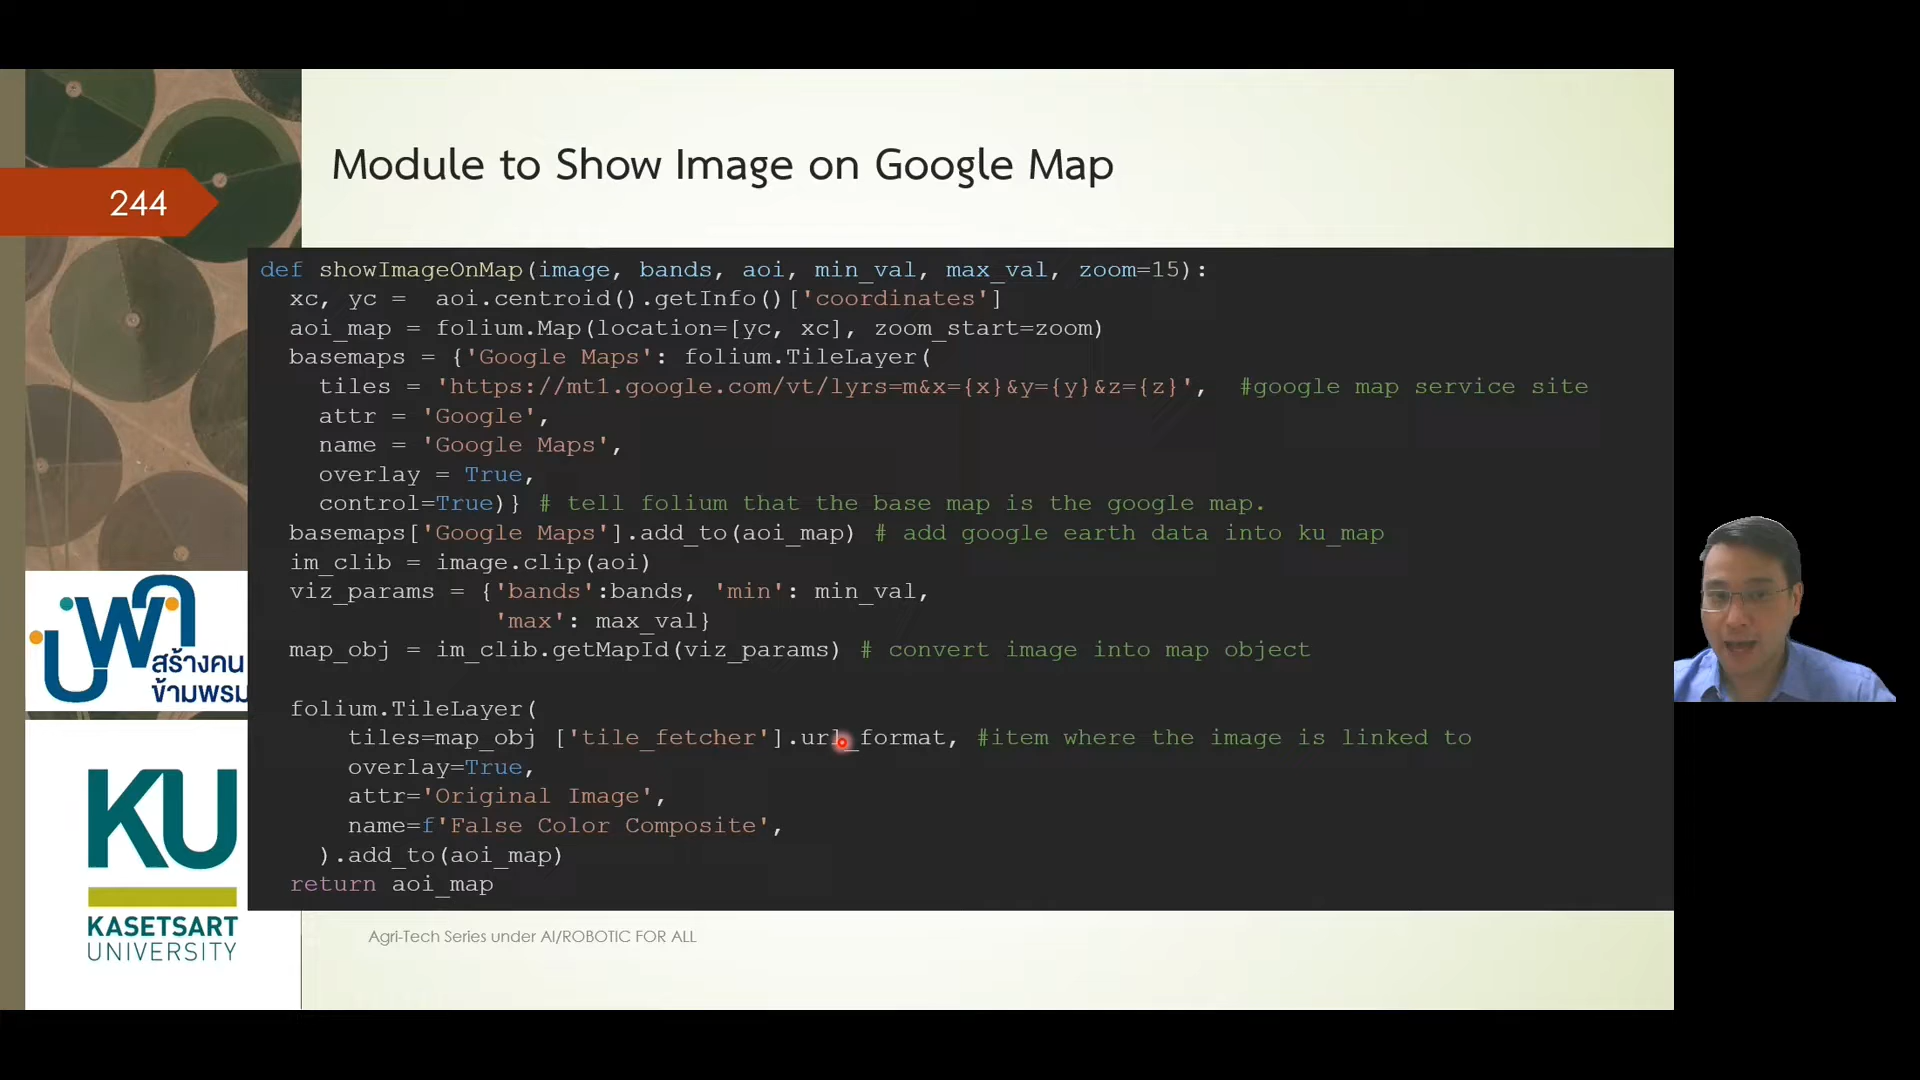 244
Module to Show Image on Google Map
def showImageOnMap(image, bands, aoi, min_val, max_val, zoom=15):
xc, yc =  aoi.centroid().getInfo()['coordinates']
aoi_map = folium.Map(location=[yc, xc], zoom_start=zoom)
basemaps = {'Google Maps': folium.TileLayer(
tiles = 'https://mt1.google.com/vt/lyrs=m&x={x}&y={y}&z={z}',  #google map service site
attr = 'Google',
name = 'Google Maps',
overlay = True,
control=True)} # tell folium that the base map is the google map.
basemaps['Google Maps'].add_to(aoi_map) # add google earth data into ku_map
im_clib = image.clip(aoi)
viz_params = {'bands':bands, 'min': min_val,
'max': max_val}
map_obj = im_clib.getMapId(viz_params) # convert image into map object
folium.TileLayer(
tiles=map_obj ['tile_fetcher'].url_format, #item where the image is linked to
overlay=True,
attr='Original Image',
name=f'False Color Composite',
).add_to(aoi_map)
return aoi_map
สร้างคน
ข้ามพรม
KU
KASETSART
UNIVERSITY
Agri-Tech Series under AI/ROBOTIC FOR ALL